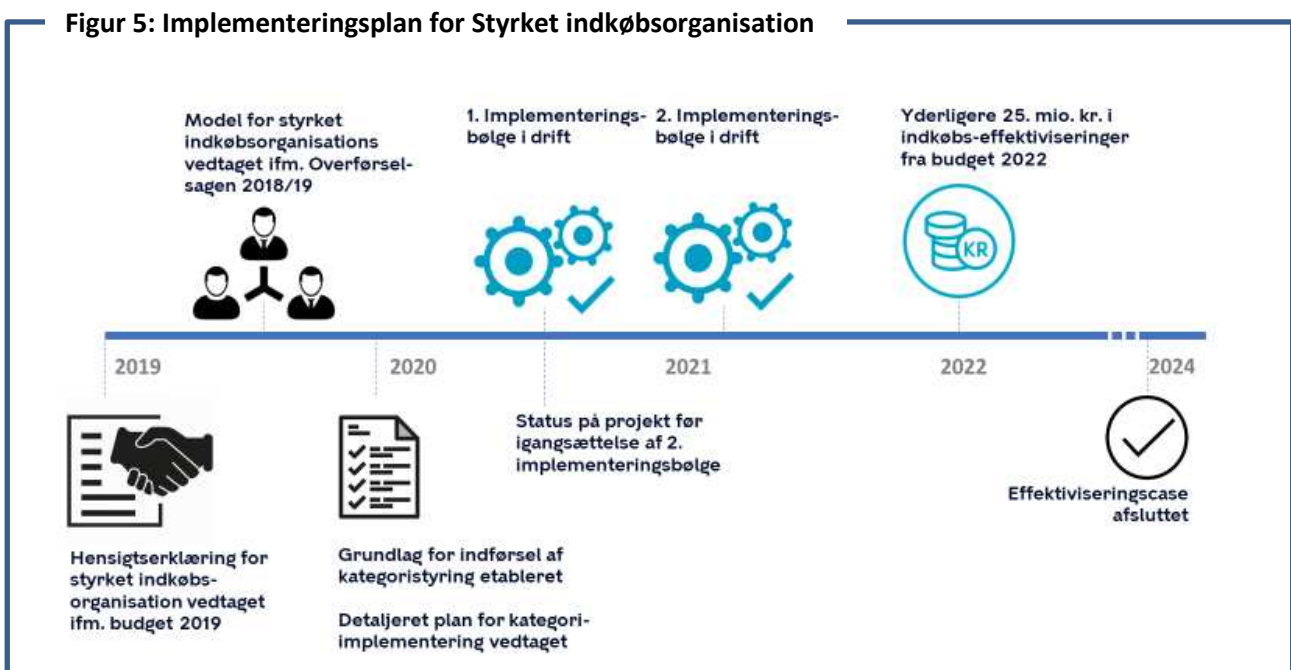 Figur 5: Implementeringsplan for Styrket indkøbsorganisation
Model for styrket
indkøbsorganisations
vedtaget ifm. Overførsel-
sagen 2018/19
1. Implementerings-
bølge i drift
2. Implementerings-
bølge i drift
Yderligere 25. mio. kr. i
indkøbs-effektiviseringer
fra budget 2022
KR
2019
2020
2021
2022
2024
Hensigtserklæring for
styrket indkøbs-
organisation vedtaget
ifm. budget 2019
Grundlag for indførsel af
kategoristyring etableret
Detaljeret plan for kategori-
implementering vedtaget
Status på projekt før
igangsættelse af 2.
implementeringsbølge
Effektiviseringscase
afsluttet